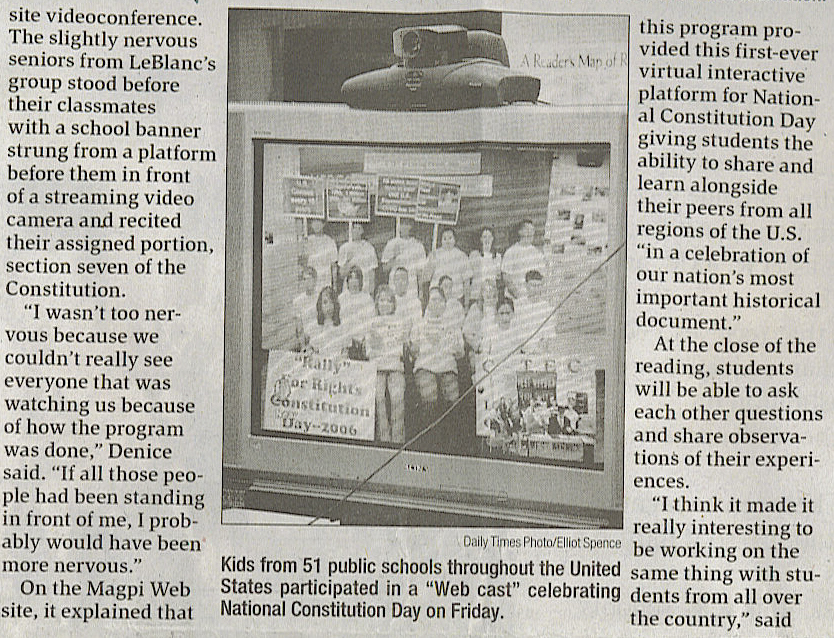 site videoconference.
The slightly nervous
seniors from LeBlanc's
group stood before
their classmates
with a school banner
strung from a platform
before them in front
of a streaming video
camera and recited
their assigned portion,
section seven of the
Constitution.
"I wasn't too ner-
vous because we
couldn't really see
everyone that was
watching us because
of how the program
was done," Denice
said. "If all those peo-
ple had been standing
in front of me, I prob-
ably would have been
more nervous."
On the Magpi Web
site, it explained that
A Reader's Map of R
"Rally"
For Rights
Constitution
Day-2006
C T E C
Daily Times Photo/Elliot Spence
Kids from 51 public schools throughout the United
States participated in a "Web cast" celebrating
National Constitution Day on Friday.
this program pro-
vided this first-ever
virtual interactive
platform for Nation-
al Constitution Day
giving students the
ability to share and
learn alongside
their peers from all
regions of the U.S.
"in a celebration of
our nation's most
important historical
document."
At the close of the
reading, students
will be able to ask
each other questions
and share observa-
tions of their experi-
ences.
"I think it made it
really interesting to
be working on the
same thing with stu-
dents from all over
the country," said